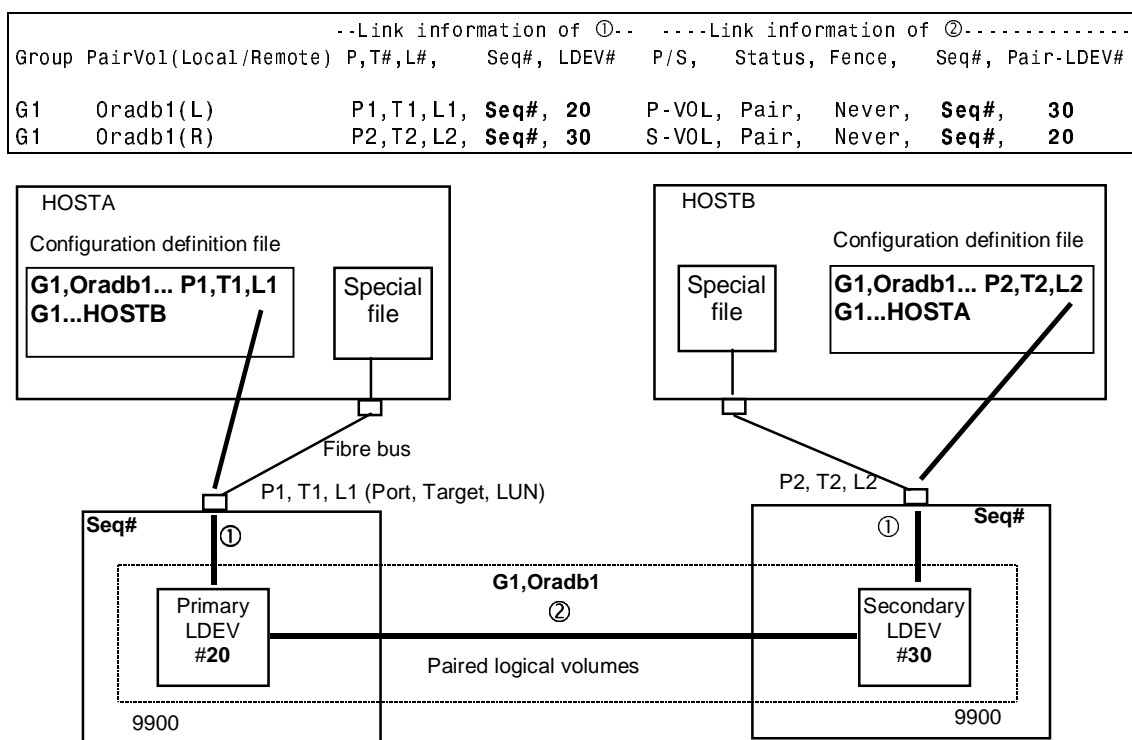 --Link information of ①-- ----Link information of ②--------------
Group PairVol(Local/Remote) P,T#,L#, Seq#, LDEV# P/S, Status, Fence, Seq#, Pair-LDEV#
G1 Oradb1(L) P1,T1,L1, Seq#, 20 P-VOL, Pair, Never, Seq#, 30
G1 Oradb1(R) P2,T2,L2, Seq#, 30 S-VOL, Pair, Never, Seq#, 20
HOSTA
Configuration definition file
G1,Oradb1... P1,T1,L1
G1...HOSTB
Special
file
HOSTB
Configuration definition file
Special
file
G1,Oradb1... P2,T2,L2
G1...HOSTA
Fibre bus
P1, T1, L1 (Port, Target, LUN)
P2, T2, L2
Seq#
①
①
Seq#
G1,Oradb1
②
Primary
LDEV
#20
Paired logical volumes
Secondary
LDEV
#30
9900
9900